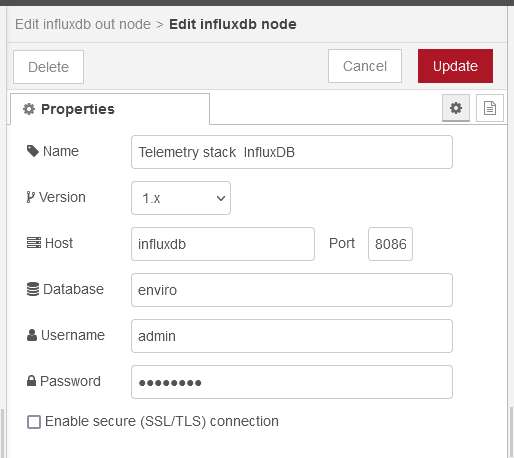 Edit influxdb out node > Edit influxdb node
Delete Cancel Update
Properties
Name Telemetry stack  InfluxDB
Version 1.x
Host influxdb Port 8086
Database enviro
Username admin
Password ••••••••
Enable secure (SSL/TLS) connection